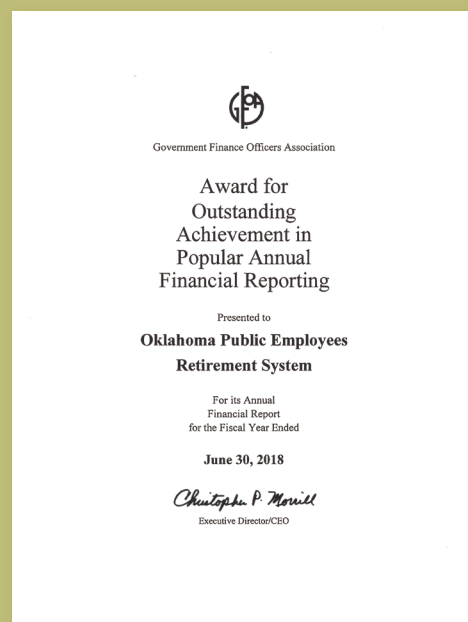 GFOA
Government Finance Officers Association
Award for
Outstanding
Achievement in
Popular Annual
Financial Reporting
Presented to
Oklahoma Public Employees
Retirement System
For its Annual
Financial Report
for the Fiscal Year Ended
June 30, 2018
Christopher P. Morrill
Executive Director/CEO